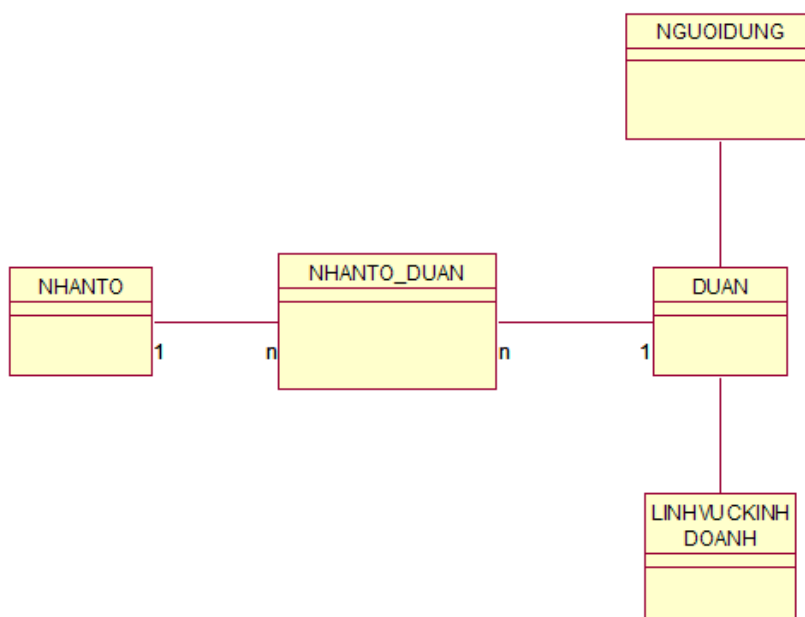 NGUOIDUNG
NHANTO
NHANTO_DUAN
DUAN
1
n
n
1
LINHVUCKINH
DOANH